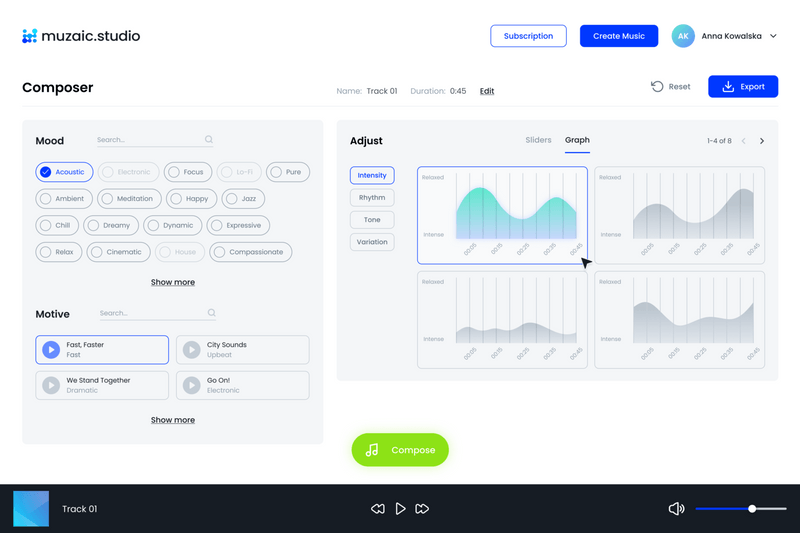 muzaic.studio
Subscription
Create Music
AK
Anna Kowalska
Composer
Name: Track 01 Duration: 0:45 Edit
Reset
Export
Mood
Search...
Acoustic Electronic Focus Lo-Fi Pure
Ambient Meditation Happy Jazz
Chill Dreamy Dynamic Expressive
Relax Cinematic House Compassionate
Show more
Motive
Search...
Fast, Faster
Fast
City Sounds
Upbeat
We Stand Together
Dramatic
Go On!
Electronic
Show more
Adjust
Sliders Graph
1-4 of 8
Intensity
Rhythm
Tone
Variation
Relaxed
Intense
00:05 00:25 00:25 00:35 00:45
Relaxed
Intense
00:05 00:25 00:25 00:35 00:45
Relaxed
Intense
00:05 00:25 00:25 00:35 00:45
Relaxed
Intense
00:05 00:25 00:25 00:35 00:45
Compose
Track 01